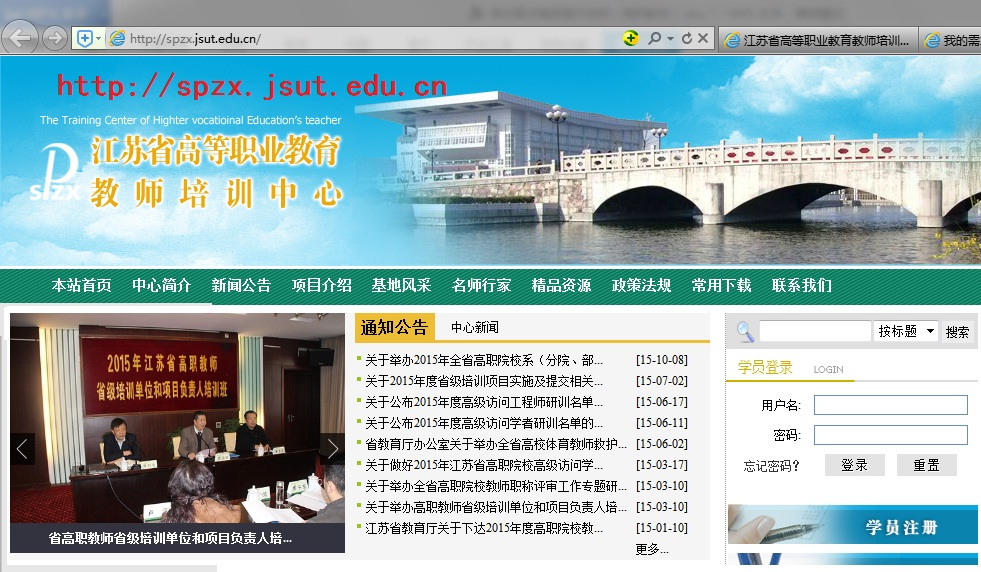 http://spzx.jsut.edu.cn/
江苏省高等职业教育教师培训...
我的需
http://spzx.jsut.edu.cn
The Training Center of Highter vocatioinal Education's teacher
江苏省高等职业教育
教师培训中心
spzx
本站首页 中心简介 新闻公告 项目介绍 基地风采 名师行家 精品资源 政策法规 常用下载 联系我们
2015年江苏省高职教师
省级培训单位和项目负责人培训班
省高职教师省级培训单位和项目负责人培...
通知公告 中心新闻
关于举办2015年全省高职院校系（分院、部... [15-10-08]
关于2015年度省级培训项目实施及提交相关... [15-07-02]
关于公布2015年度高级访问工程师研训名单... [15-06-17]
关于公布2015年度高级访问学者研训名单的... [15-06-11]
省教育厅办公室关于举办全省高校体育教师救护... [15-06-02]
关于做好2015年江苏省高职院校高级访问学... [15-03-17]
关于举办全省高职院校教师职称评审工作专题研... [15-03-10]
关于举办高职教师省级培训单位和项目负责人培... [15-03-10]
江苏省教育厅关于下达2015年度高职院校教... [15-01-10]
更多...
按标题 搜索
学员登录 LOGIN
用户名:
密码:
忘记密码? 登录 重置
学员注册